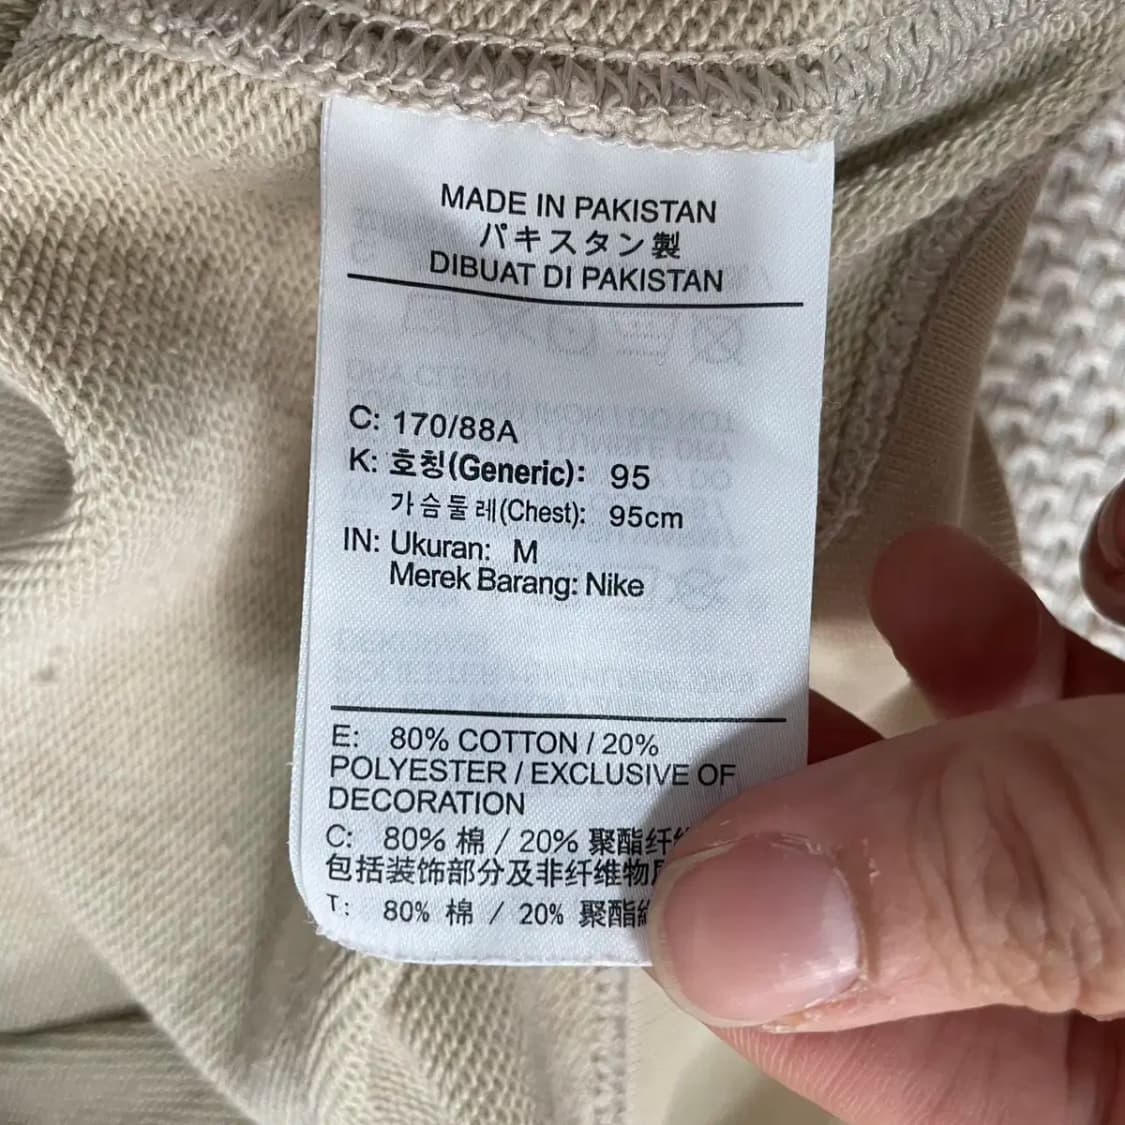 MADE IN PAKISTAN
パキスタン製
DIBUAT DI PAKISTAN
C: 170/88A
K: 호칭(Generic): 95
가슴둘레(Chest): 95cm
IN: Ukuran: M
Merek Barang: Nike
E: 80% COTTON / 20%
POLYESTER / EXCLUSIVE OF
DECORATION
C: 80% 棉 / 20% 聚酯纤
包括装饰部分及非纤维物
T: 80% 棉 / 20% 聚酯